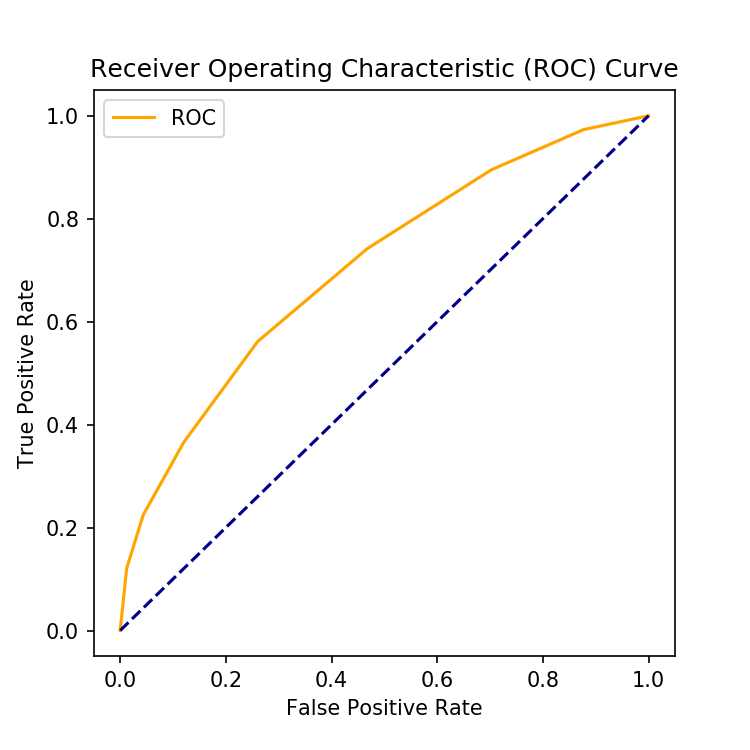 Receiver Operating Characteristic (ROC) Curve
ROC
1.0
0.8
0.6
0.4
0.2
0.0
True Positive Rate
0.0 0.2 0.4 0.6 0.8 1.0
False Positive Rate